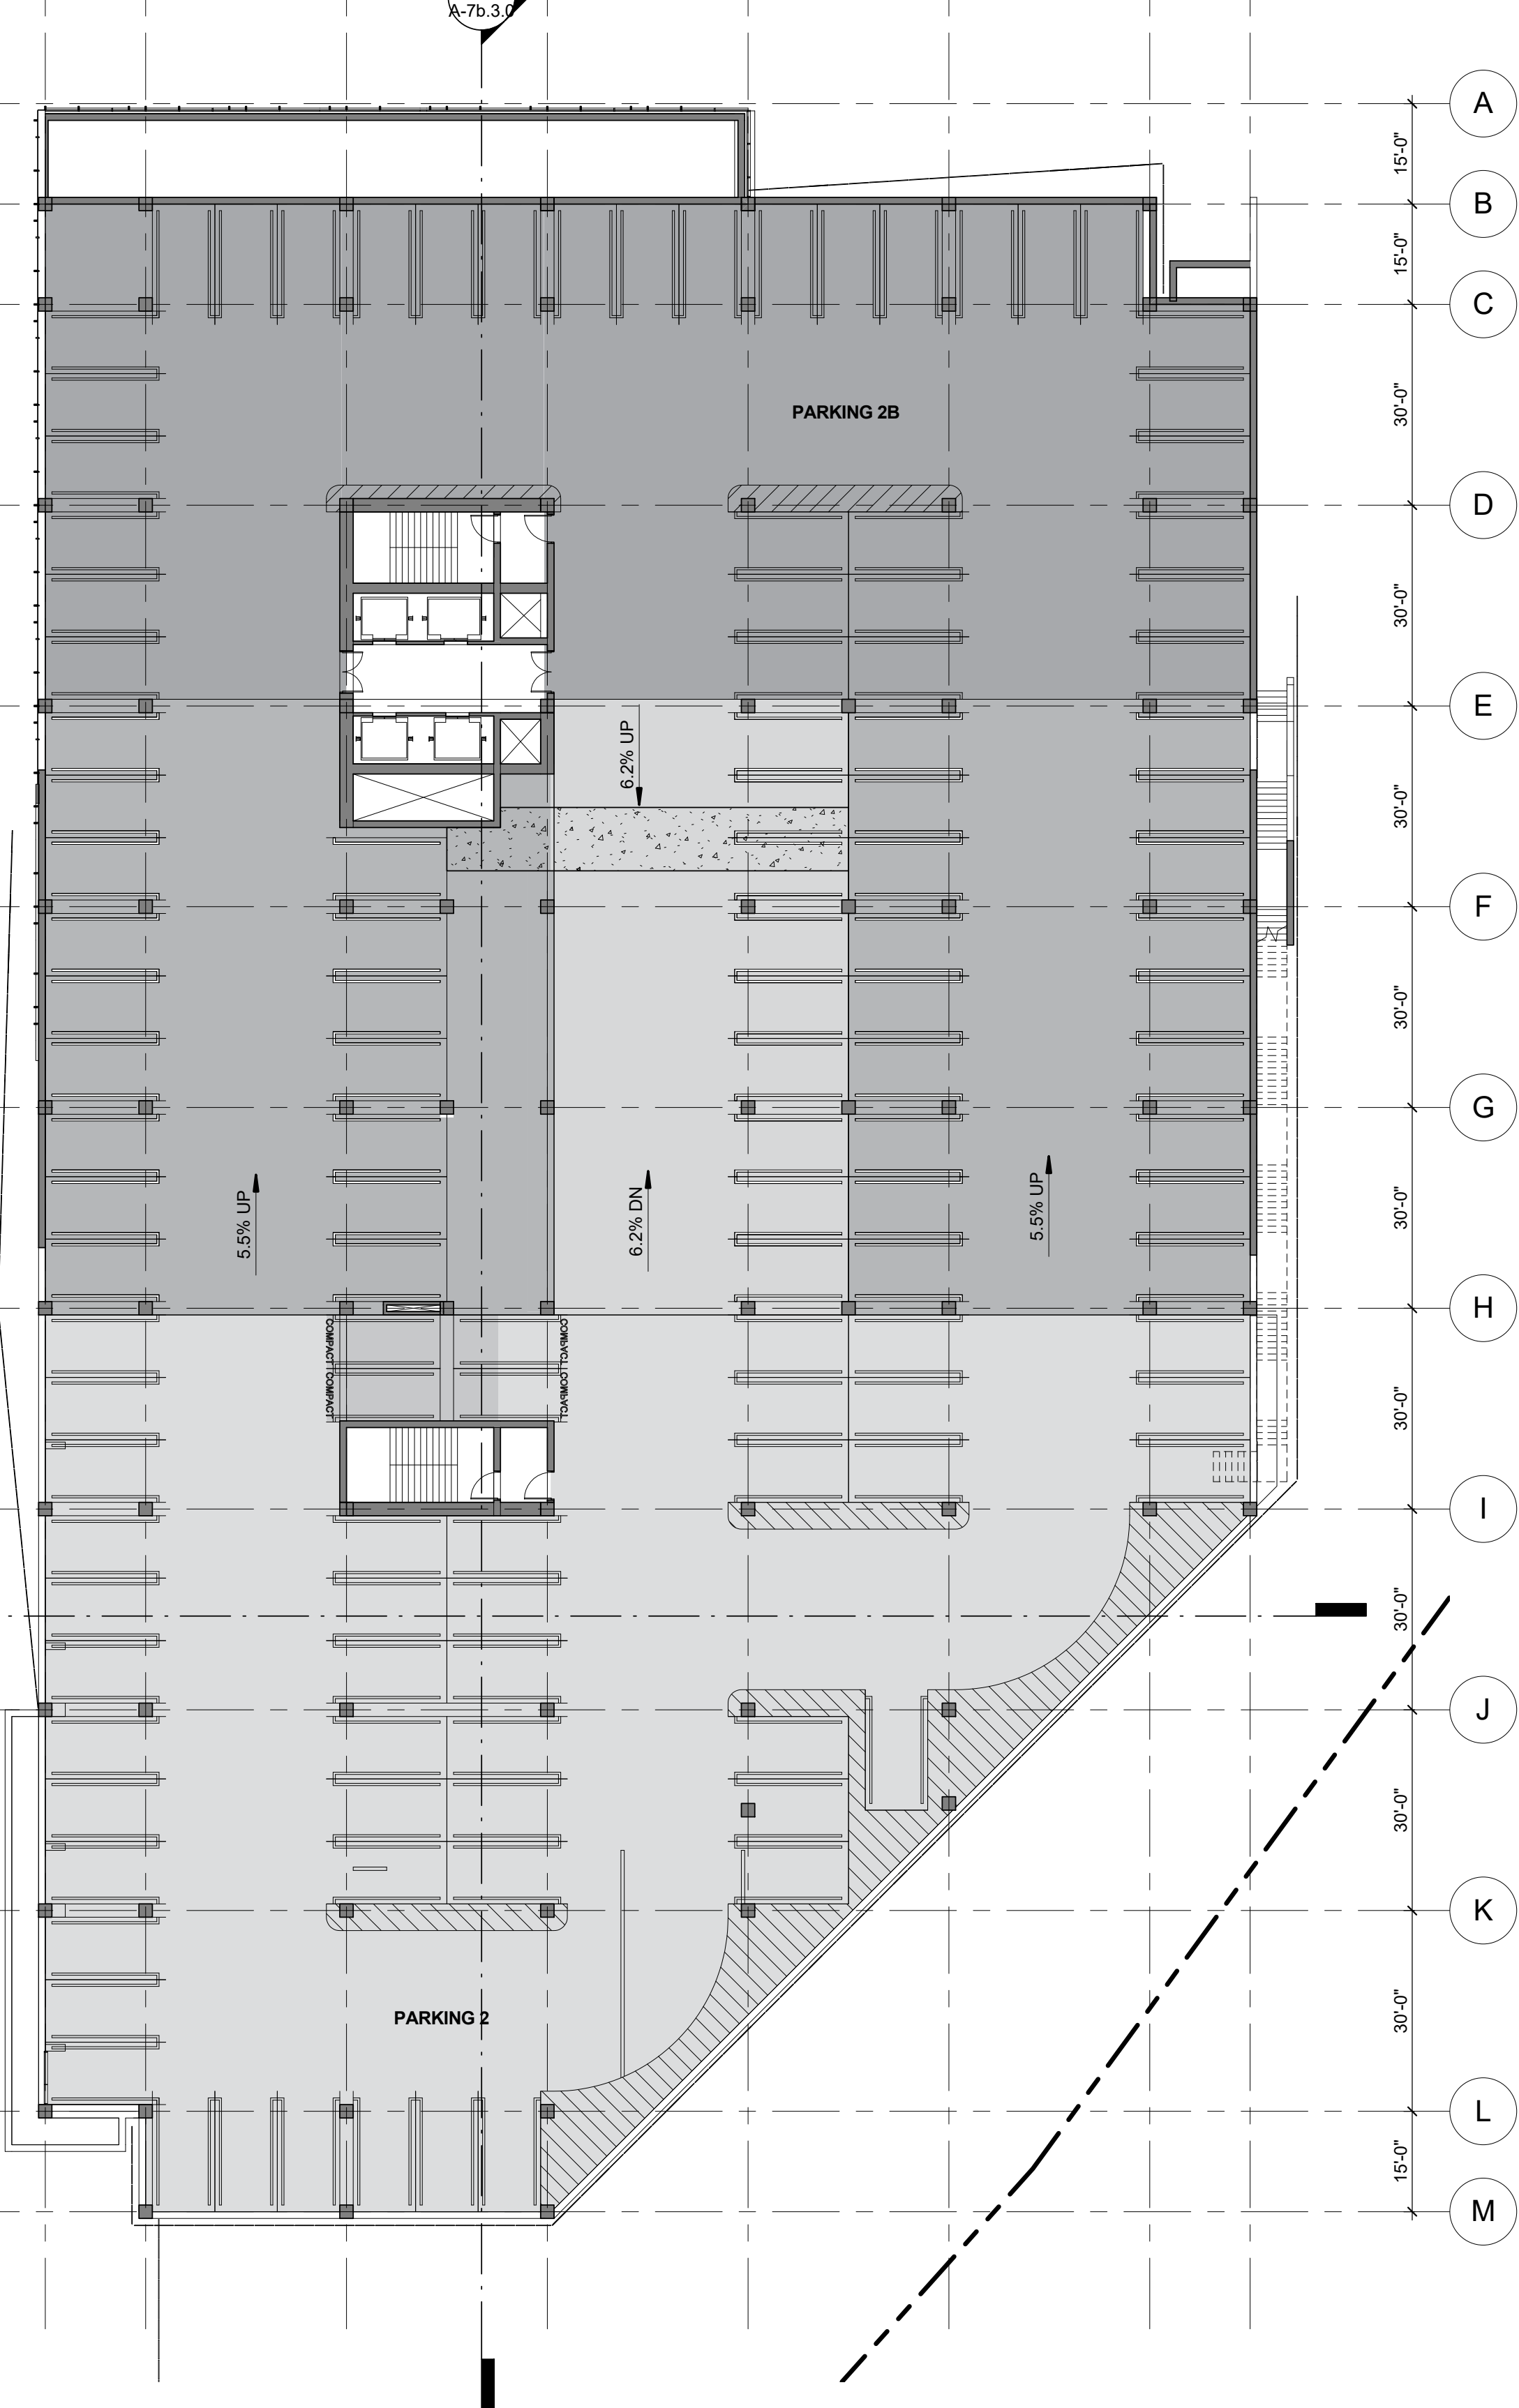 A-7b.3.0
A
15'-0"
B
15'-0"
C
30'-0"
PARKING 2B
D
30'-0"
E
6.2% UP
30'-0"
F
30'-0"
G
5.5% UP
6.2% DN
5.5% UP
30'-0"
H
COMPACT COMPACT
COMPACT COMPACT
30'-0"
I
30'-0"
J
30'-0"
K
PARKING 2
30'-0"
L
15'-0"
M